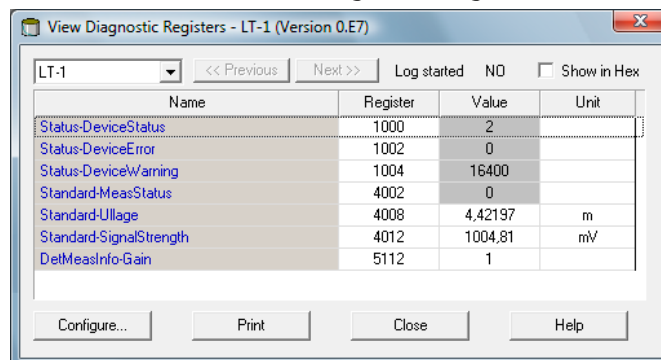 View Diagnostic Registers - LT-1 (Version 0.E7)
LT-1 << Previous Next >> Log started NO Show in Hex
Name Register Value Unit
Status-DeviceStatus 1000 2
Status-DeviceError 1002 0
Status-DeviceWarning 1004 16400
Standard-MeasStatus 4002 0
Standard-Ullage 4008 4,42197 m
Standard-SignalStrength 4012 1004,81 mV
DetMeasInfo-Gain 5112 1
Configure... Print Close Help